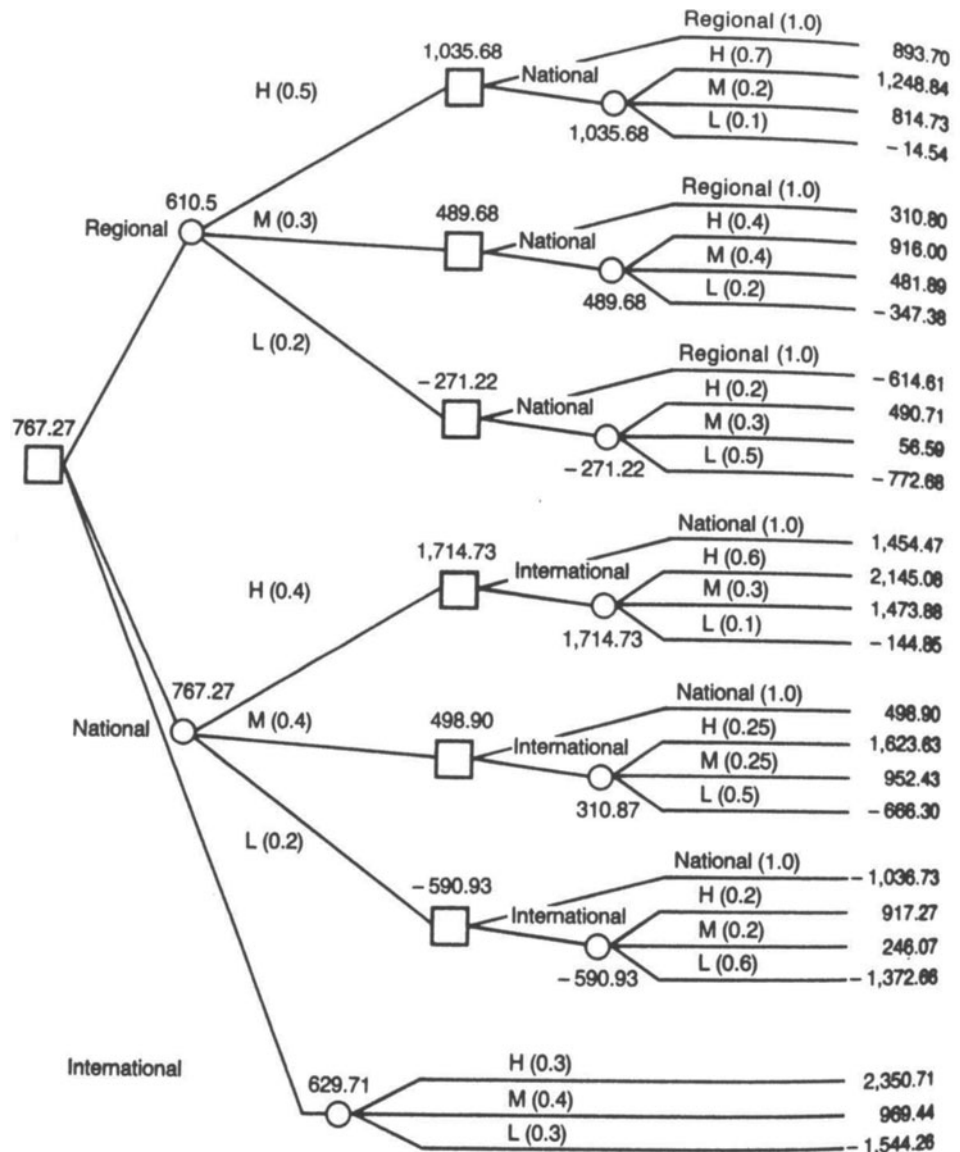 Regional (1.0)
1,035.68
893.70
National
H (0.7)
H (0.5)
1,248.84
M (0.2)
814.73
1,035.68
L (0.1)
- 14.54
Regional (1.0)
610.5
489.68
310.80
Regional
M (0.3)
National
H (0.4)
916.00
M (0.4)
481.89
489.68
L (0.2)
- 347.38
L (0.2)
Regional (1.0)
- 271.22
- 614.61
National
H (0.2)
490.71
767.27
M (0.3)
56.59
- 271.22
L (0.5)
- 772.68
National (1.0)
1,714.73
1,454.47
International
H (0.6)
H (0.4)
2,145.08
M (0.3)
1,473.88
1,714.73
L (0.1)
- 144.85
767.27
National (1.0)
498.90
498.90
National
M (0.4)
International
H (0.25)
1,623.63
M (0.25)
952.43
310.87
L (0.5)
- 666.30
L (0.2)
National (1.0)
- 590.93
- 1,036.73
International
H (0.2)
917.27
M (0.2)
246.07
- 590.93
L (0.6)
- 1,372.66
International
H (0.3)
629.71
2,350.71
M (0.4)
969.44
L (0.3)
- 1,544.26